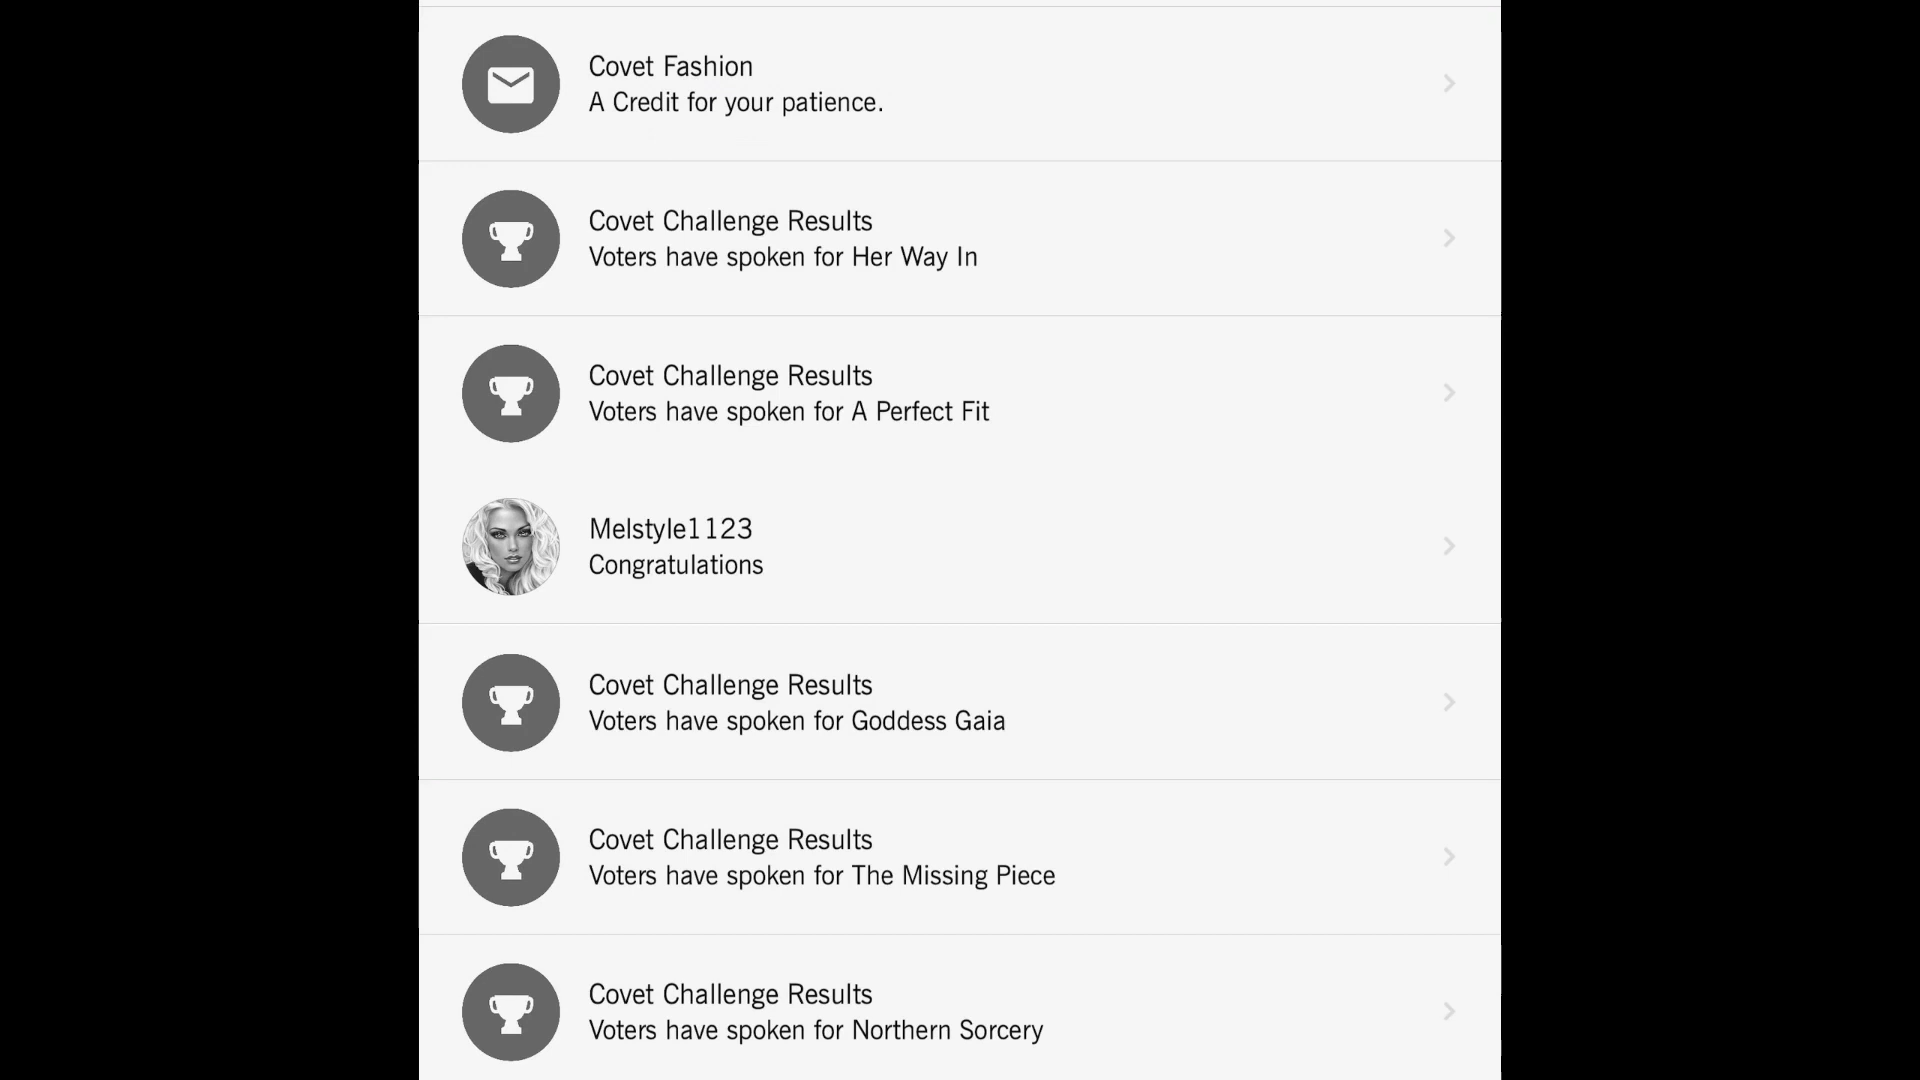 Covet Fashion
A Credit for your patience.
Covet Challenge Results
Voters have spoken for Her Way In
Covet Challenge Results
Voters have spoken for A Perfect Fit
Melstyle1123
Congratulations
Covet Challenge Results
Voters have spoken for Goddess Gaia
Covet Challenge Results
Voters have spoken for The Missing Piece
Covet Challenge Results
Voters have spoken for Northern Sorcery